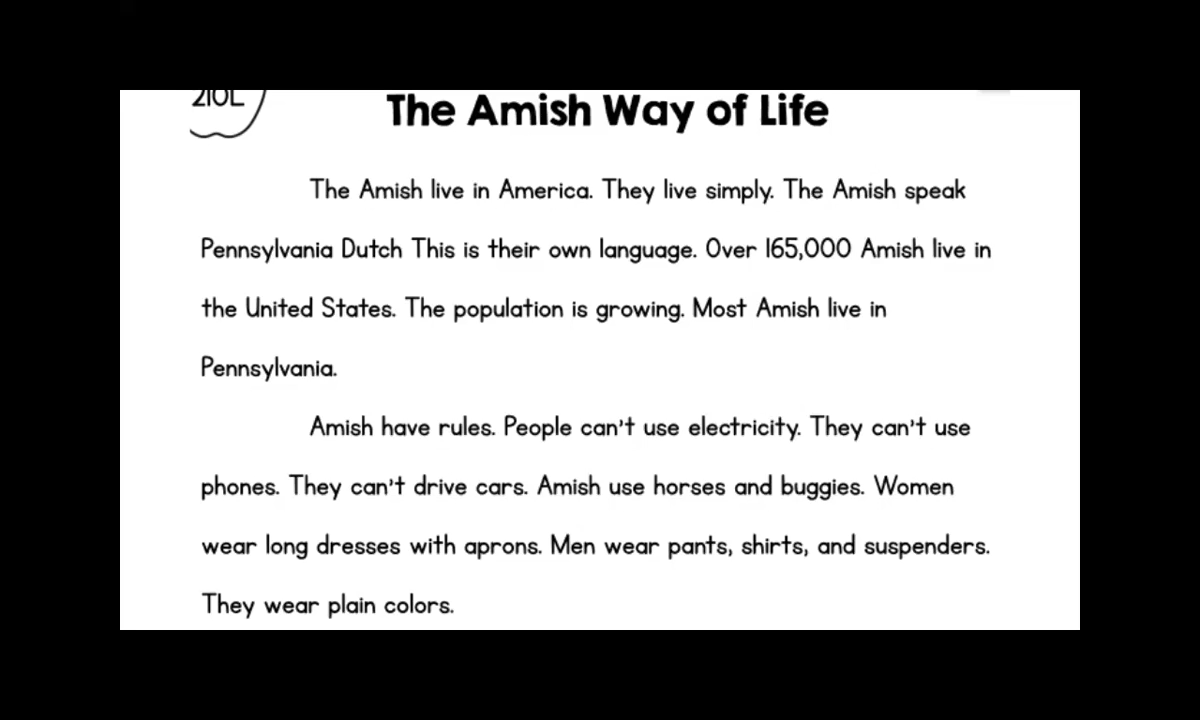 210L
The Amish Way of Life
The Amish live in America. They live simply. The Amish speak
Pennsylvania Dutch This is their own language. Over 165,000 Amish live in
the United States. The population is growing. Most Amish live in
Pennsylvania.
Amish have rules. People can't use electricity. They can't use
phones. They can't drive cars. Amish use horses and buggies. Women
wear long dresses with aprons. Men wear pants, shirts, and suspenders.
They wear plain colors.